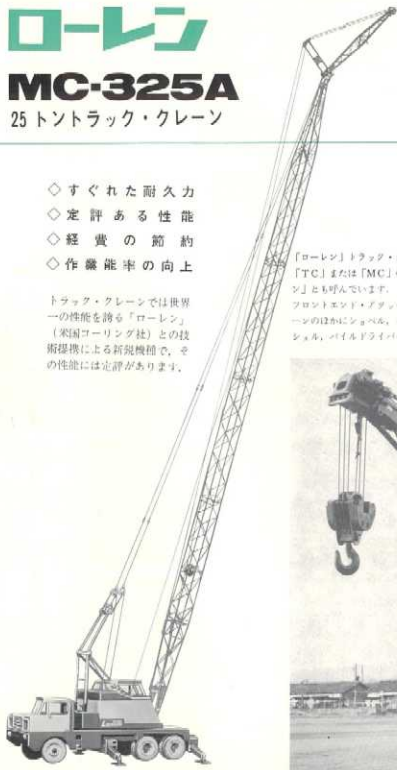 ローレン
MC-325A
25 トントラック・クレーン
◇ すぐれた耐久力
◇ 定評ある性能
◇ 経費の節約
◇ 作業能率の向上
トラック・クレーンでは世界
一の性能を誇る「ローレン」
(米国コーリング社) との技
術提携による新鋭機種で、そ
の性能には定評があります。
「ローレン」トラック・
「TC」または「MC」
ン」とも呼んでいます。
フロントエンド・アタッ
ーンのほかにショベル,
シェル, パイルドライバ